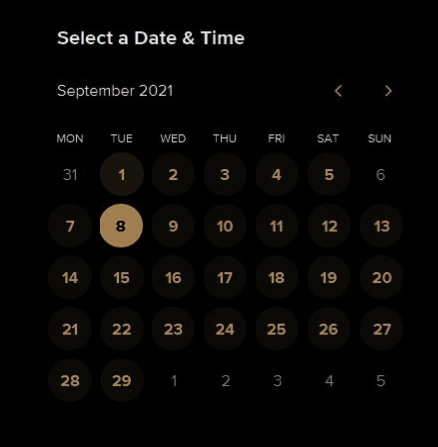 Select a Date & Time
September 2021
MON TUE WED THU FRI SAT SUN
31 1 2 3 4 5 6
7 8 9 10 11 12 13
14 15 16 17 18 19 20
21 22 23 24 25 26 27
28 29 1 2 3 4 5